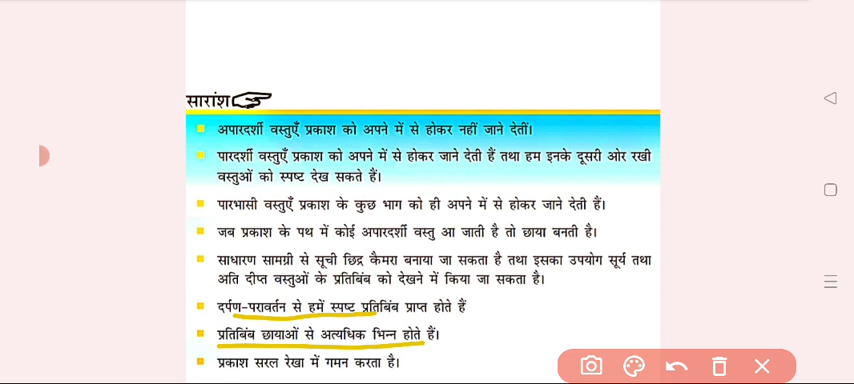 सारांश
अपारदर्शी वस्तुएँ प्रकाश को अपने में से होकर नहीं जाने देतीं।
पारदर्शी वस्तुएँ प्रकाश को अपने में से होकर जाने देती हैं तथा हम इनके दूसरी ओर रखी
वस्तुओं को स्पष्ट देख सकते हैं।
पारभासी वस्तुएँ प्रकाश के कुछ भाग को ही अपने में से होकर जाने देती हैं।
जब प्रकाश के पथ में कोई अपारदर्शी वस्तु आ जाती है तो छाया बनती है।
साधारण सामग्री से सूची छिद्र कैमरा बनाया जा सकता है तथा इसका उपयोग सूर्य तथा
अति दीप्त वस्तुओं के प्रतिबिंब को देखने में किया जा सकता है।
दर्पण-परावर्तन से हमें स्पष्ट प्रतिबिंब प्राप्त होते हैं
प्रतिबिंब छायाओं से अत्यधिक भिन्न होते हैं।
प्रकाश सरल रेखा में गमन करता है।